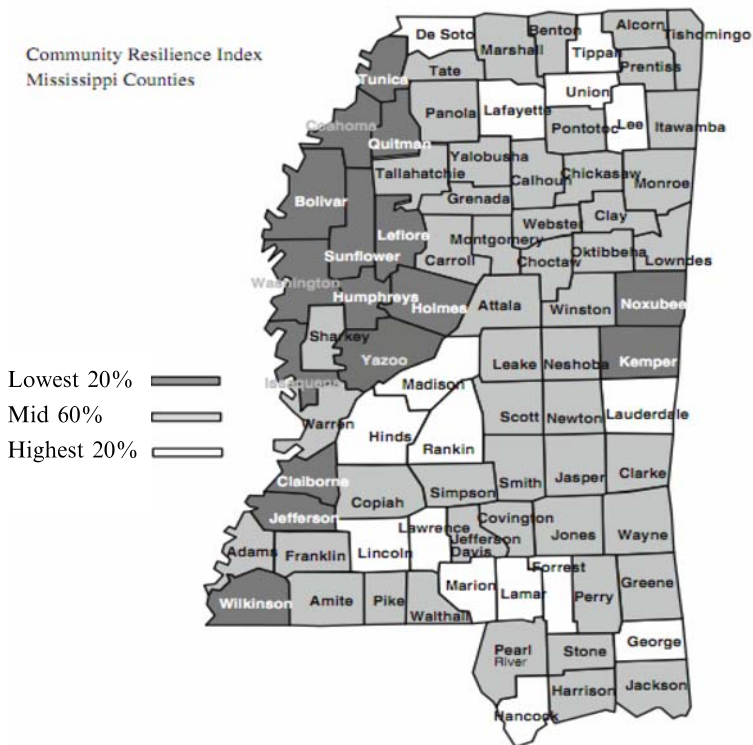 Community Resilience Index
Mississippi Counties
De Soto
Benton
Alcorn
Tishomingo
Marshall
Tippah
Tunica
Tate
Prentiss
Union
Coahoma
Panola
Lafayette
Lee
Itawamba
Quitman
Pontotoc
Yalobusha
Tallahatchie
Calhoun
Chickasaw
Monroe
Bolivar
Grenada
Clay
Webster
Leflore
Montgomery
Oktibbeha
Sunflower
Carroll
Choctaw
Lowndes
Washington
Humphreys
Holmes
Attala
Winston
Noxubee
Sharkey
Yazoo
Leake
Neshoba
Kemper
Lowest 20%
Issaquena
Madison
Mid 60%
Warren
Scott
Newton
Lauderdale
Highest 20%
Hinds
Rankin
Claiborne
Simpson
Smith
Jasper
Clarke
Copiah
Jefferson
Lawrence
Covington
Jefferson
Davis
Jones
Wayne
Adams
Franklin
Lincoln
Forrest
Marion
Lamar
Greene
Wilkinson
Amite
Pike
Perry
Walthall
George
Pearl
River
Stone
Harrison
Jackson
Hancock